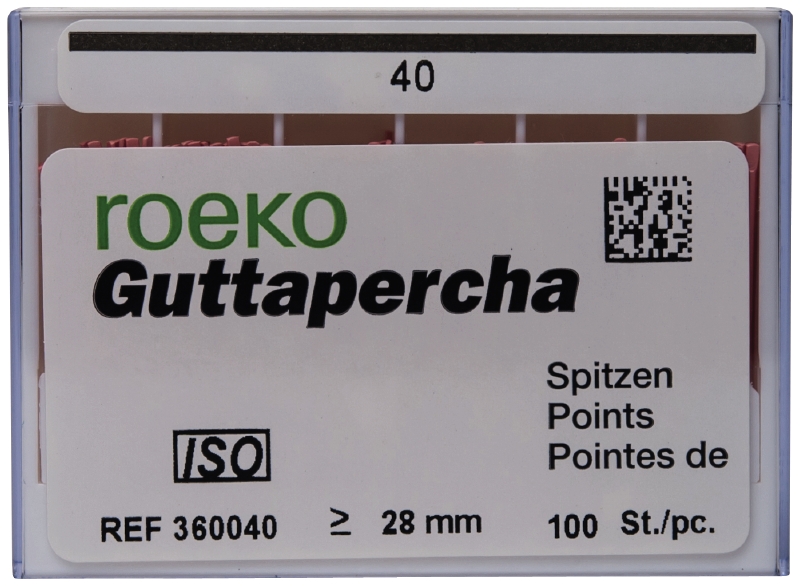 40
roeko
Guttapercha
Spitzen
Points
Pointes de
ISO
REF 360040 ≥ 28 mm 100 St./pc.